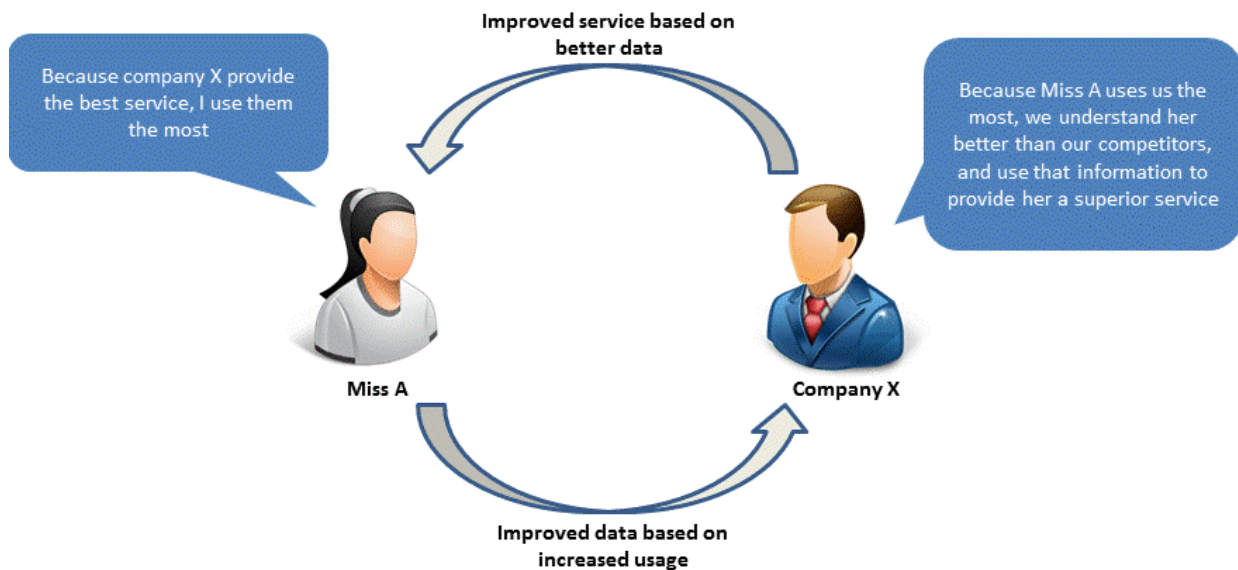 Improved service based on
better data
Because company X provide
the best service, I use them
the most
Because Miss A uses us the
most, we understand her
better than our competitors,
and use that information to
provide her a superior service
Miss A
Company X
Improved data based on
increased usage